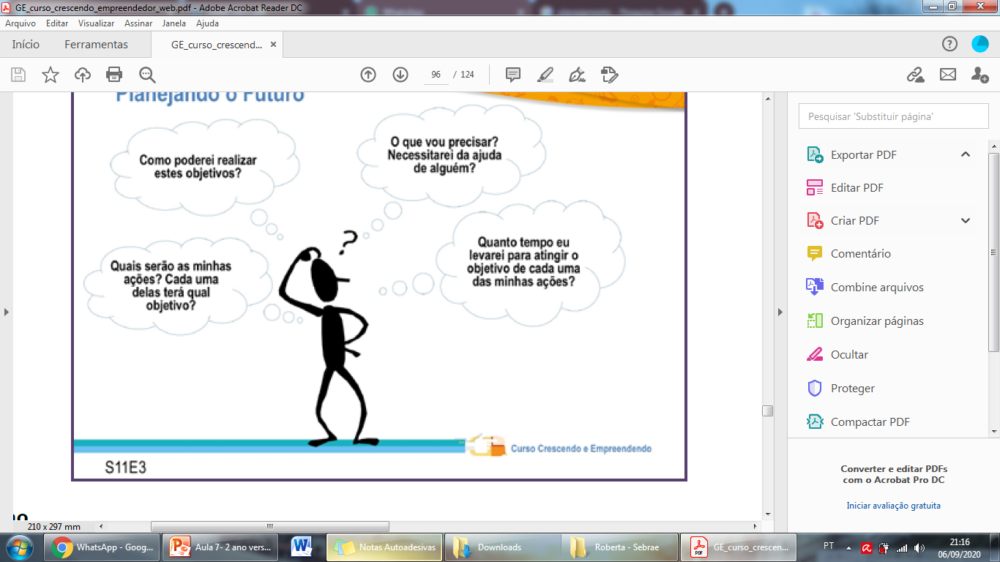 GE_curso_crescendo_empreendedor_web.pdf - Adobe Acrobat Reader DC
Arquivo Editar Visualizar Assinar Janela Ajuda
Início Ferramentas GE_curso_crescend... ×
96 / 124
Planejando o Futuro
Como poderei realizar
estes objetivos?
O que vou precisar?
Necessitarei da ajuda
de alguém?
Quais serão as minhas
ações? Cada uma
delas terá qual
objetivo?
?
Quanto tempo eu
levarei para atingir o
objetivo de cada uma
das minhas ações?
Curso Crescendo e Empreendendo
S11E3
210 x 297 mm
Pesquisar 'Substituir página'
Exportar PDF
Editar PDF
Criar PDF
Comentário
Combine arquivos
Organizar páginas
Ocultar
Proteger
Compactar PDF
Converter e editar PDFs
com o Acrobat Pro DC
Iniciar avaliação gratuita
WhatsApp - Goog... Aula 7- 2 ano vers... Notas Autoadesivas Downloads Roberta - Sebrae GE_curso_crescen... PT 21:16
06/09/2020